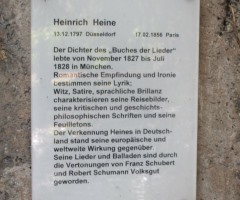 Heinrich Heine
13.12.1797 Düsseldorf 17.02.1856 Paris
Der Dichter des „Buches der Lieder"
lebte von November 1827 bis Juli
1828 in München.
Romantische Empfindung und Ironie
bestimmen seine Lyrik;
Witz, Satire, sprachliche Brillanz
charakterisieren seine Reisebilder,
seine kritischen und geschichts-
philosophischen Schriften und seine
Feuilletons.
Der Verkennung Heines in Deutsch-
land stand seine europäische und
weltweite Wirkung gegenüber
Seine Lieder und Balladen sind durch
die Vertonungen von Franz Schubert
und Robert Schumann Volksgut
geworden.